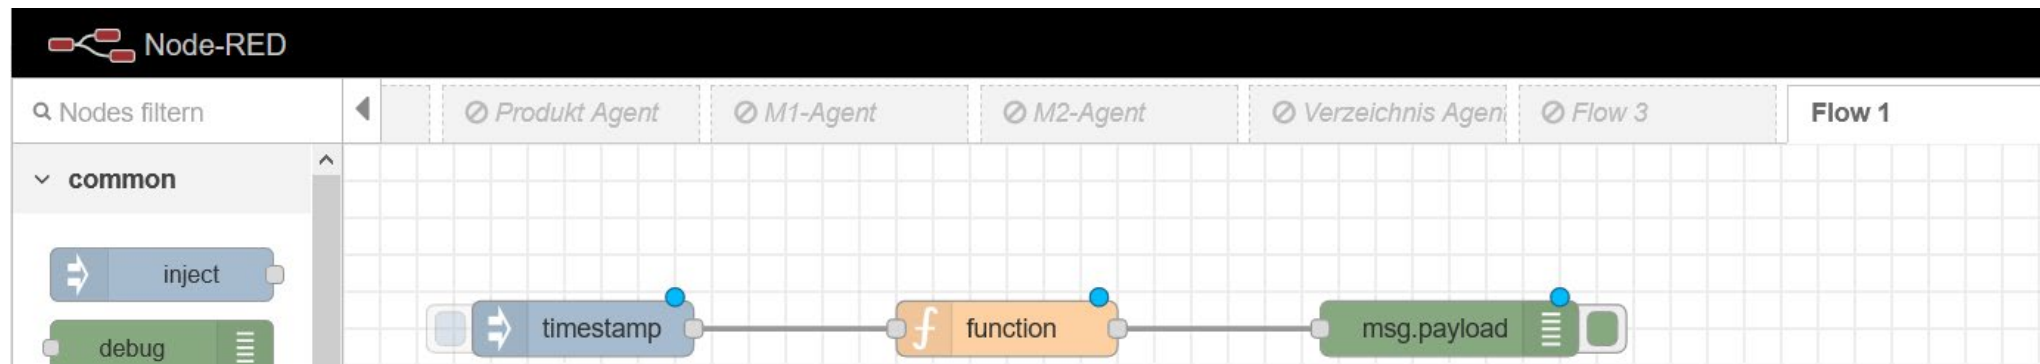 Node-RED
Nodes filtern
Produkt Agent
M1-Agent
M2-Agent
Verzeichnis Agen
Flow 3
Flow 1
common
inject
timestamp
function
msg.payload
debug